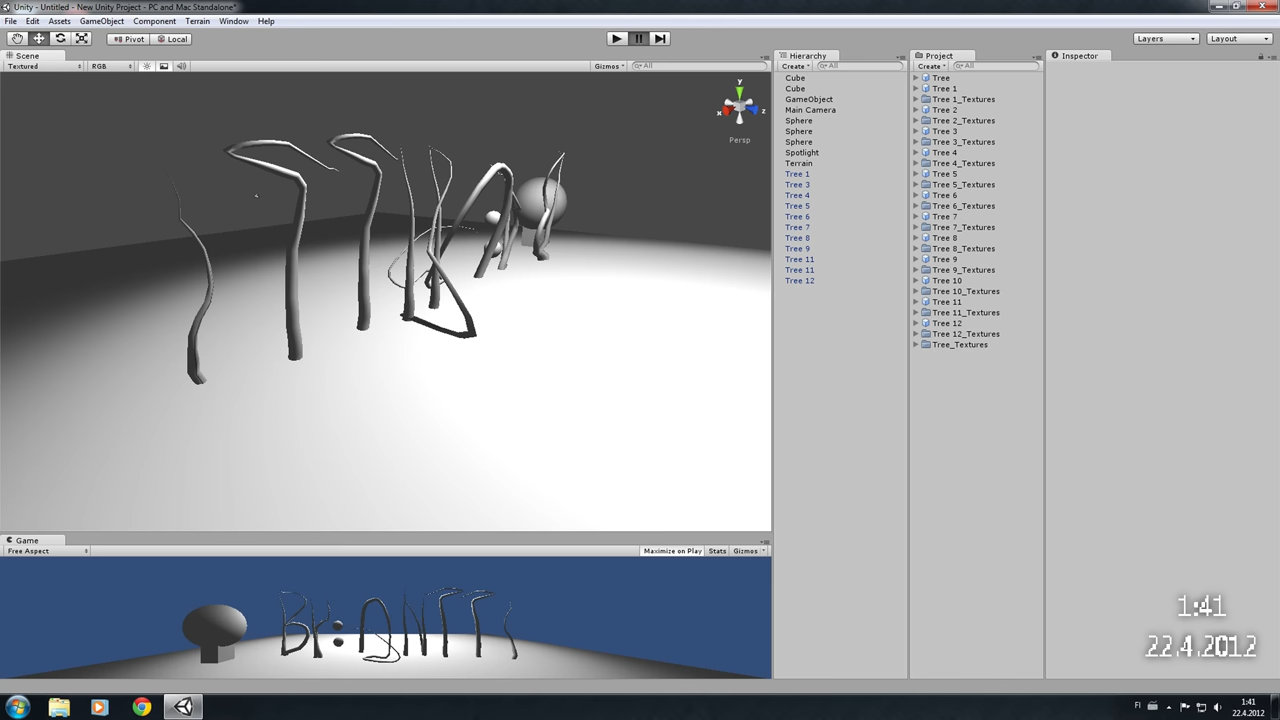 Unity - Untitled - New Unity Project - PC and Mac Standalone*
File Edit Assets GameObject Component Terrain Window Help
Pivot Local Layers Layout
Scene
Textured RGB Gizmos All
y
x z
Persp
Hierarchy
Create All
Cube
Cube
GameObject
Main Camera
Sphere
Sphere
Sphere
Spotlight
Terrain
Tree 1
Tree 3
Tree 4
Tree 5
Tree 6
Tree 7
Tree 8
Tree 9
Tree 11
Tree 11
Tree 12
Project
Create All
Tree
Tree 1
Tree 1_Textures
Tree 2
Tree 2_Textures
Tree 3
Tree 3_Textures
Tree 4
Tree 4_Textures
Tree 5
Tree 5_Textures
Tree 6
Tree 6_Textures
Tree 7
Tree 7_Textures
Tree 8
Tree 8_Textures
Tree 9
Tree 9_Textures
Tree 10
Tree 10_Textures
Tree 11
Tree 11_Textures
Tree 12
Tree 12_Textures
Tree_Textures
Inspector
Game
Free Aspect Maximize on Play Stats Gizmos
1:41
22.4.2012
FI
1:41
22.4.2012